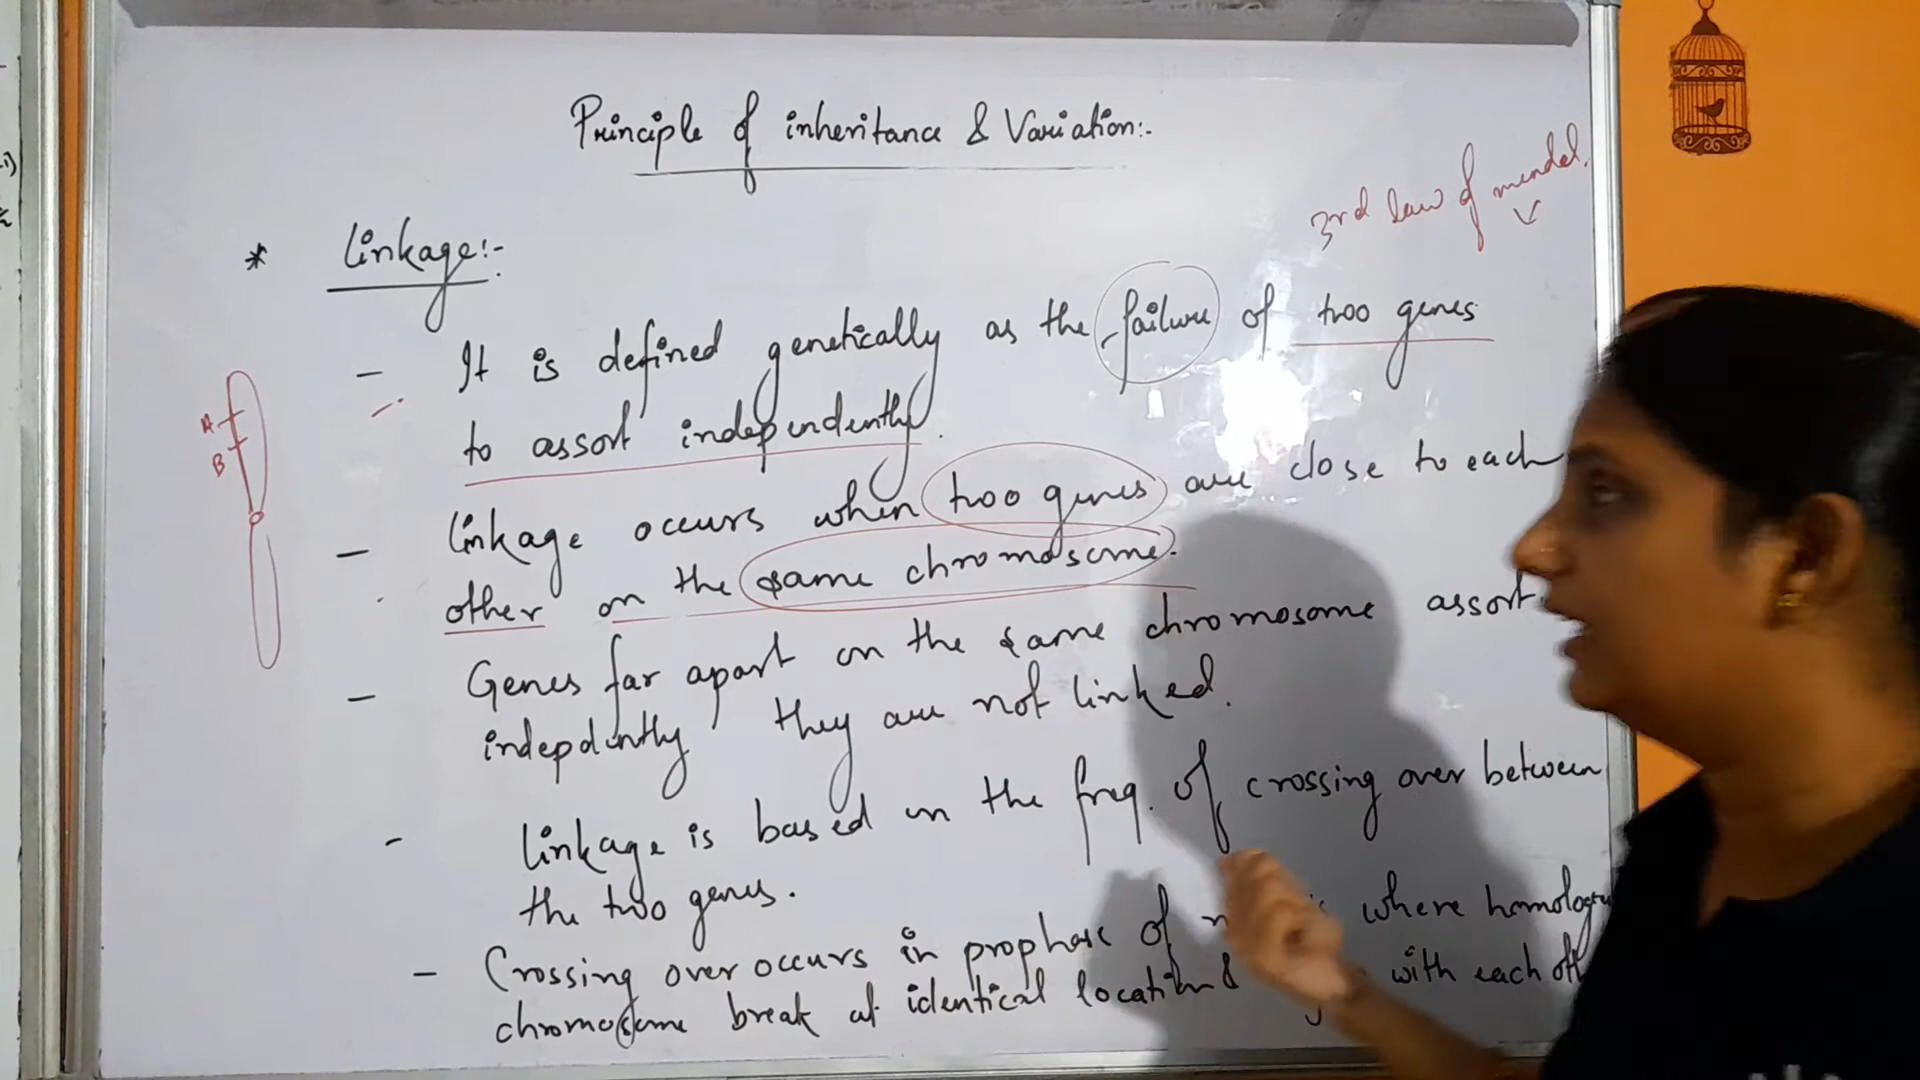 Principle of inheritance & Variation:-
3rd law of mendel.
* Linkage:-
- It is defined genetically as the failure of two genes
to assort independently.
- Linkage occurs when two genes are close to each
other on the same chromosome.
- Genes far apart on the same chromosome assort
indepdently they are not linked.
- Linkage is based on the freq. of crossing over between
the two genes.
- Crossing over occurs in prophase of where
chromosome break at identical location & with each
A
B